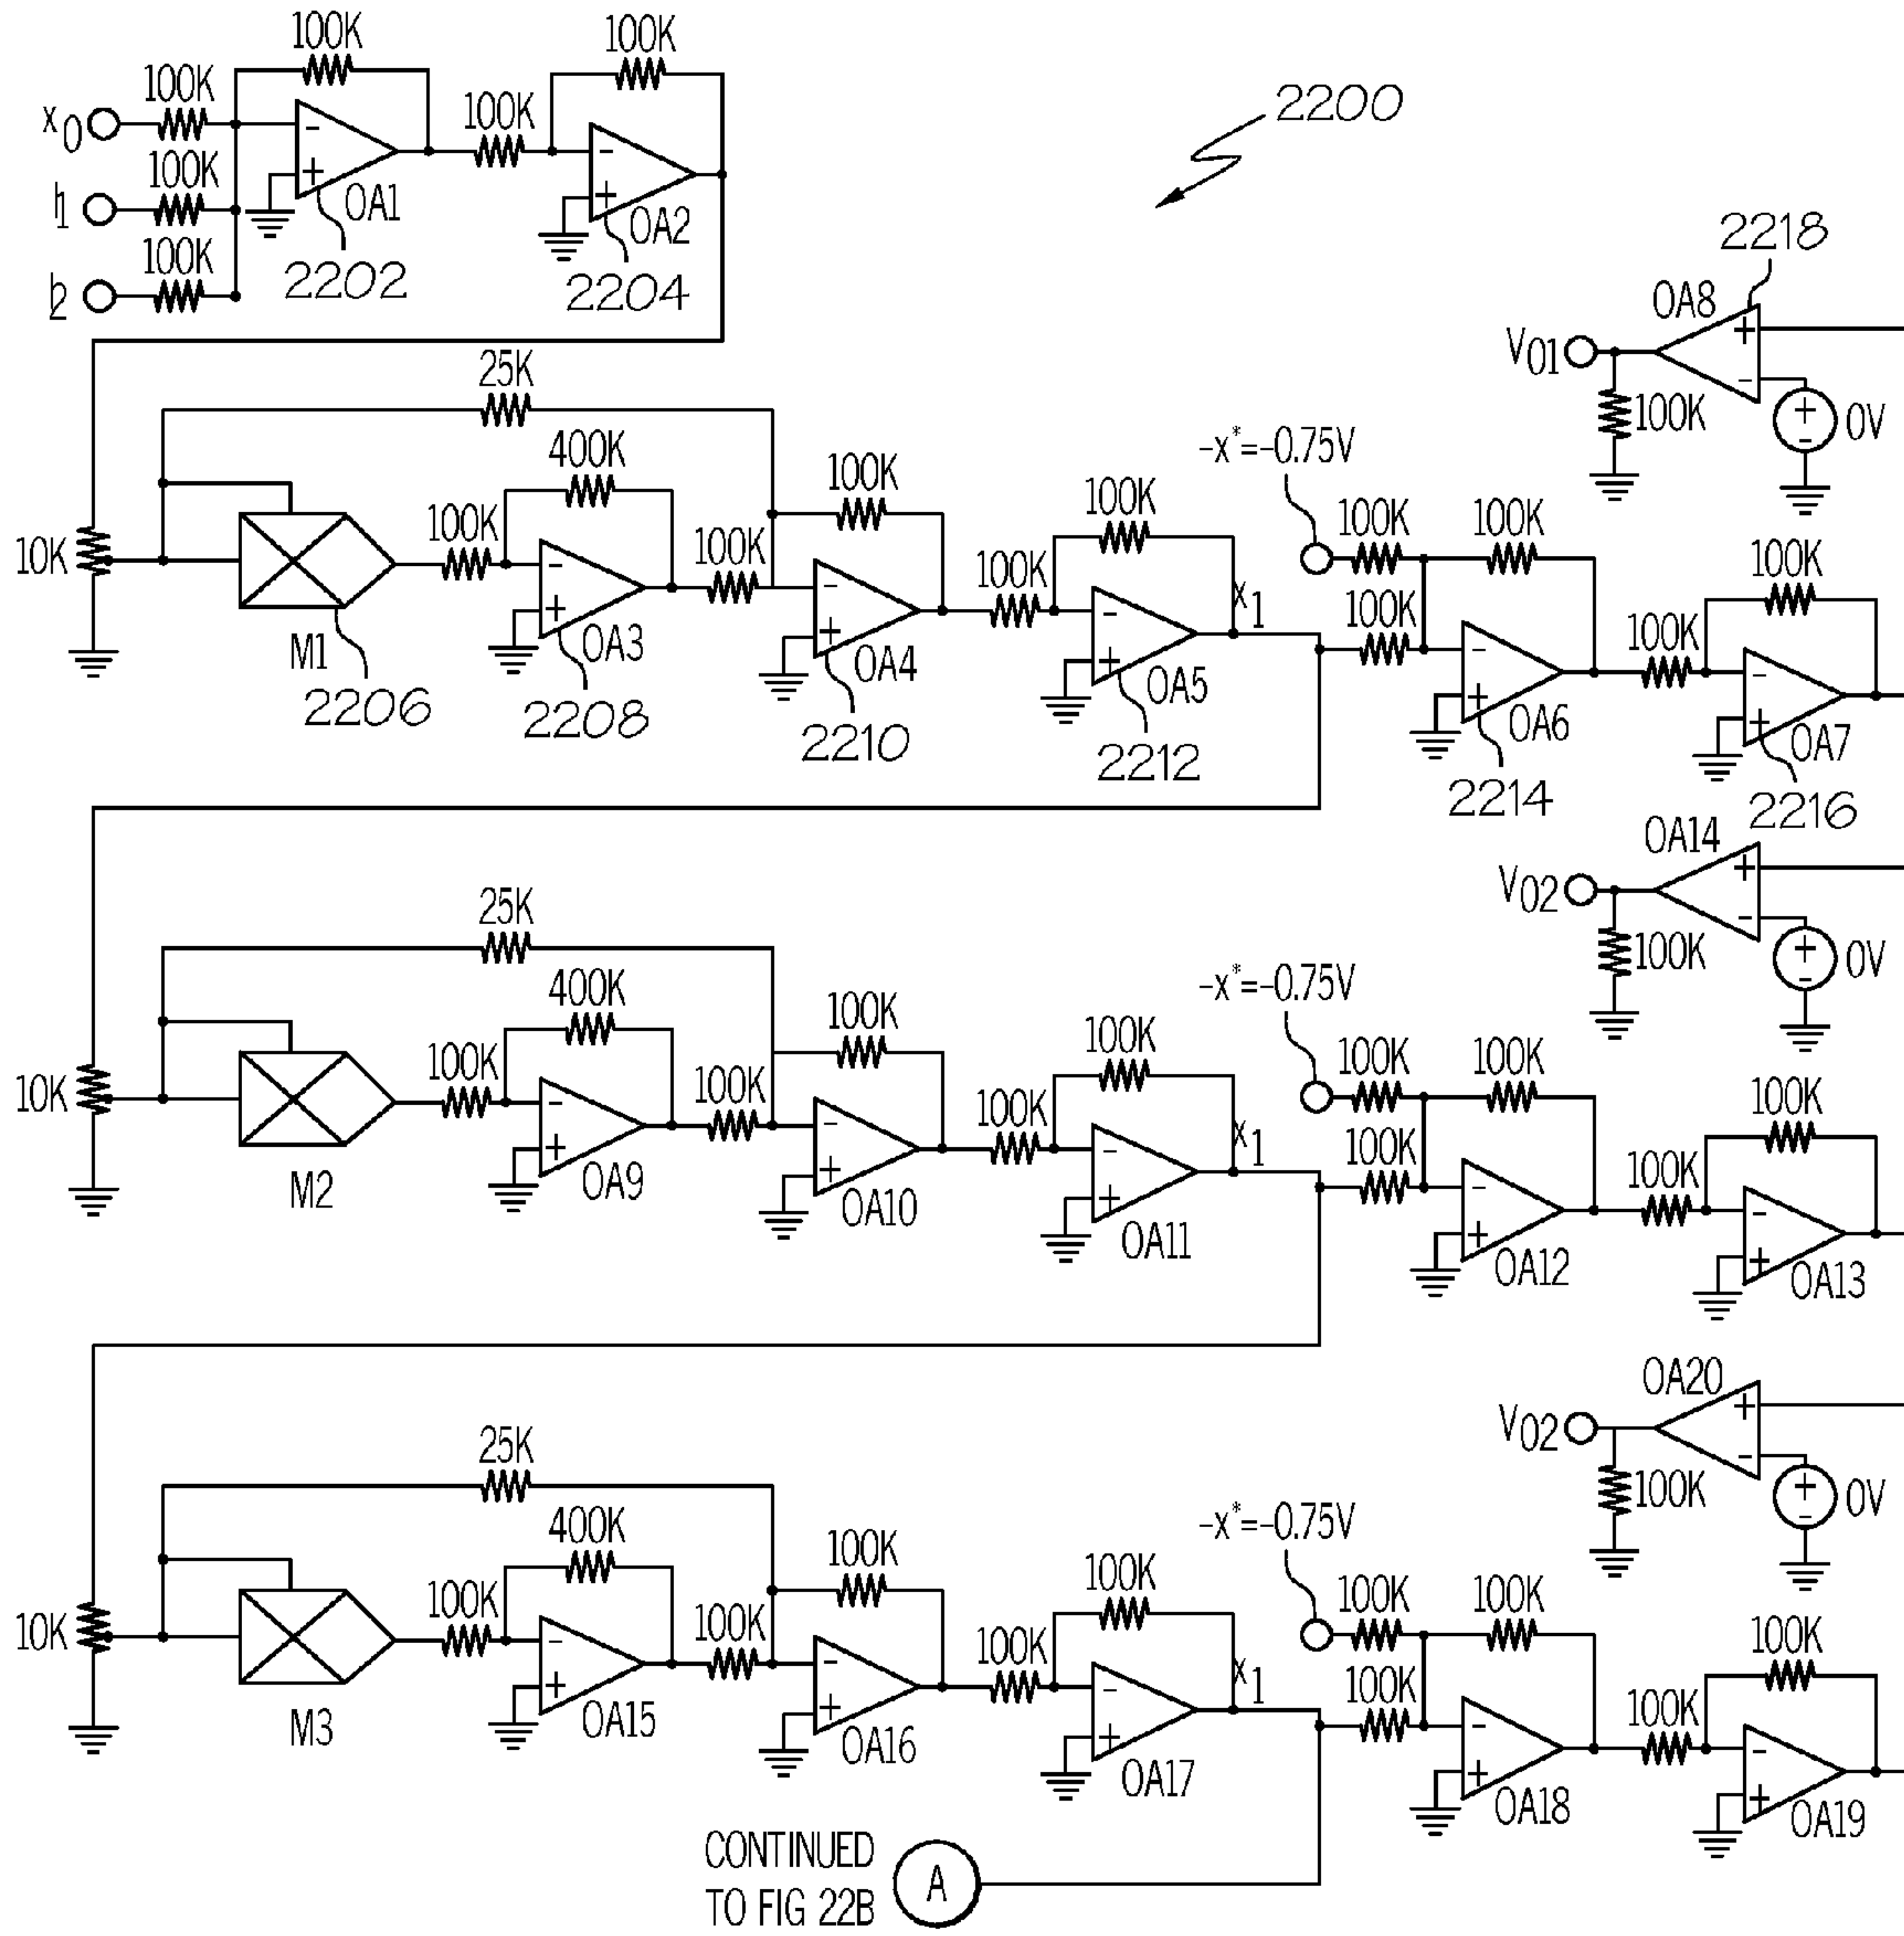 100K
100K
100K
x0
100K
2200
100K
OA1
OA2
I1
100K
I2
2202
2204
2218
OA8
V01
100K
0V
25K
400K
100K
100K
-x*=-0.75V
100K
100K
10K
100K
100K
100K
100K
100K
100K
x1
M1
OA3
OA4
OA5
OA6
OA7
2206
2208
2210
2212
2214
2216
OA14
V02
100K
0V
25K
400K
100K
100K
-x*=-0.75V
100K
100K
10K
100K
100K
100K
100K
100K
100K
x1
M2
OA9
OA10
OA11
OA12
OA13
OA20
V02
100K
0V
25K
400K
100K
100K
-x*=-0.75V
100K
100K
10K
100K
100K
100K
100K
100K
100K
x1
M3
OA15
OA16
OA17
OA18
OA19
CONTINUED
TO FIG 22B
A